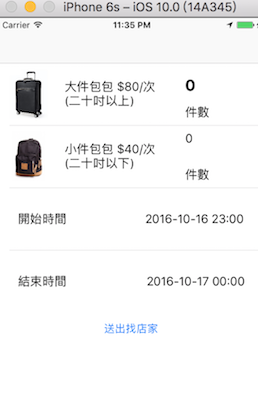 iPhone 6s – iOS 10.0 (14A345)
Carrier 11:35 PM
大件包包 $80/次
(二十吋以上)
0
件數
小件包包 $40/次
(二十吋以下)
0
件數
開始時間 2016-10-16 23:00
結束時間 2016-10-17 00:00
送出找店家